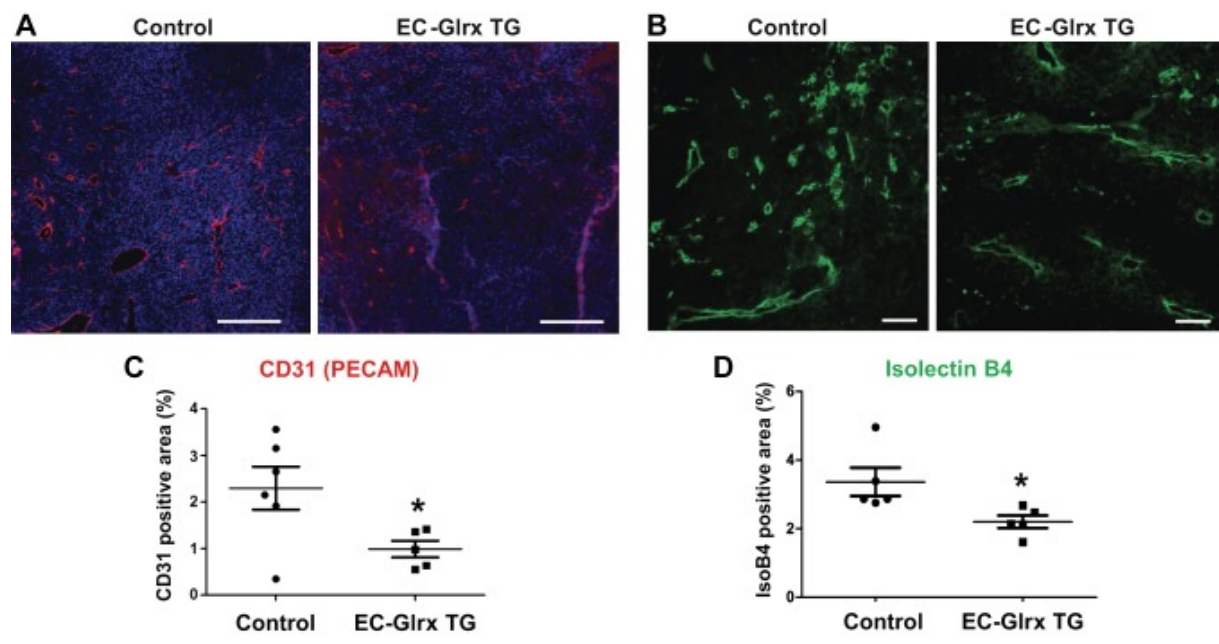 A
Control
EC-Glrx TG
B
Control
EC-Glrx TG
C
CD31 (PECAM)
CD31 positive area (%)
4
3
2
1
0
*
Control
EC-Glrx TG
D
Isolectin B4
IsoB4 positive area (%)
6
4
2
0
*
Control
EC-Glrx TG